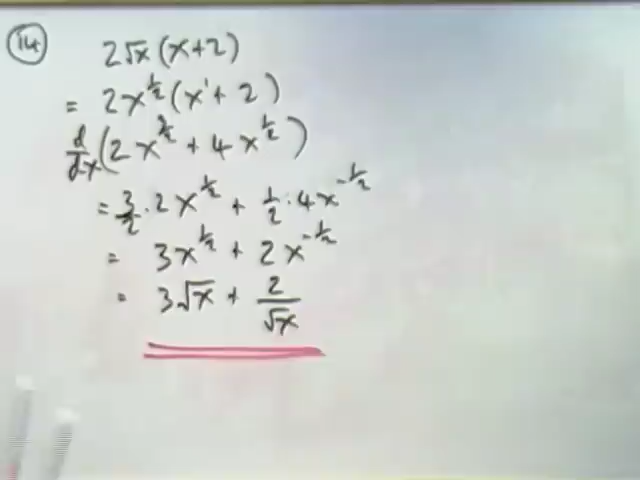 14 2√x (x+2)
= 2x^½ (x¹ + 2)
d/dx (2x^3/2 + 4x^½)
= 3/2 · 2x^½ + ½ · 4x^-½
= 3x^½ + 2x^-½
= 3√x + 2/√x